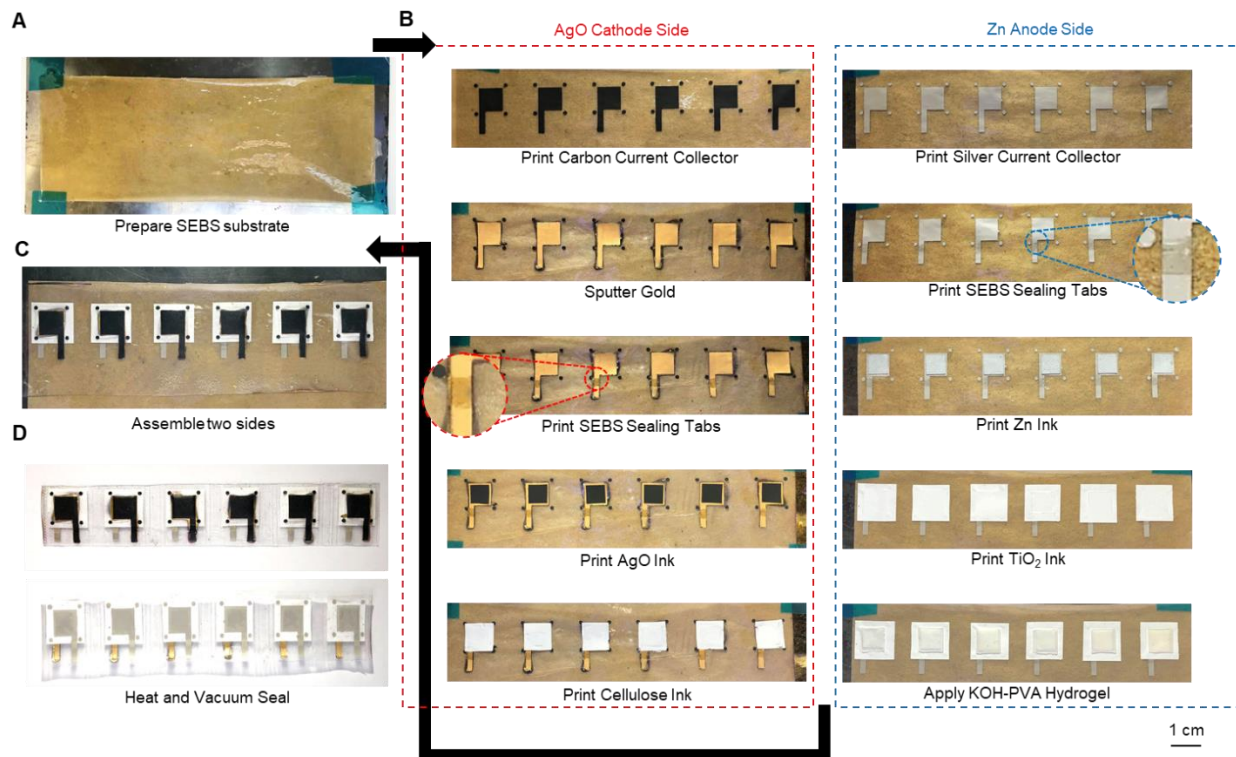 A
Prepare SEBS substrate
B
AgO Cathode Side
Print Carbon Current Collector
Sputter Gold
Print SEBS Sealing Tabs
Print AgO Ink
Print Cellulose Ink
Zn Anode Side
Print Silver Current Collector
Print SEBS Sealing Tabs
Print Zn Ink
Print TiO₂ Ink
Apply KOH-PVA Hydrogel
C
Assemble two sides
D
Heat and Vacuum Seal
1 cm